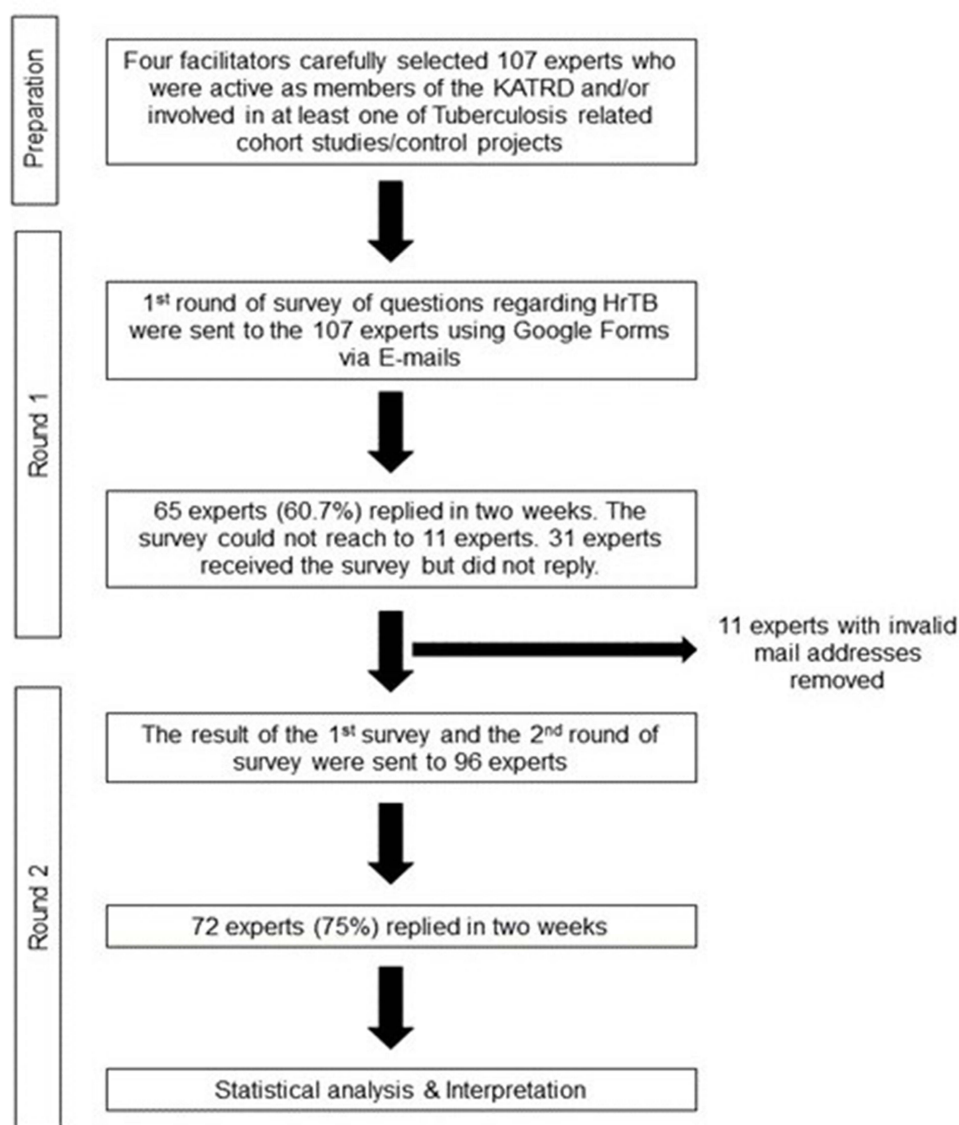 Preparation
Four facilitators carefully selected 107 experts who
were active as members of the KATRD and/or
involved in at least one of Tuberculosis related
cohort studies/control projects
Round 1
1st round of survey of questions regarding HrTB
were sent to the 107 experts using Google Forms
via E-mails
65 experts (60.7%) replied in two weeks. The
survey could not reach to 11 experts. 31 experts
received the survey but did not reply.
11 experts with invalid
mail addresses
removed
Round 2
The result of the 1st survey and the 2nd round of
survey were sent to 96 experts
72 experts (75%) replied in two weeks
Statistical analysis & Interpretation